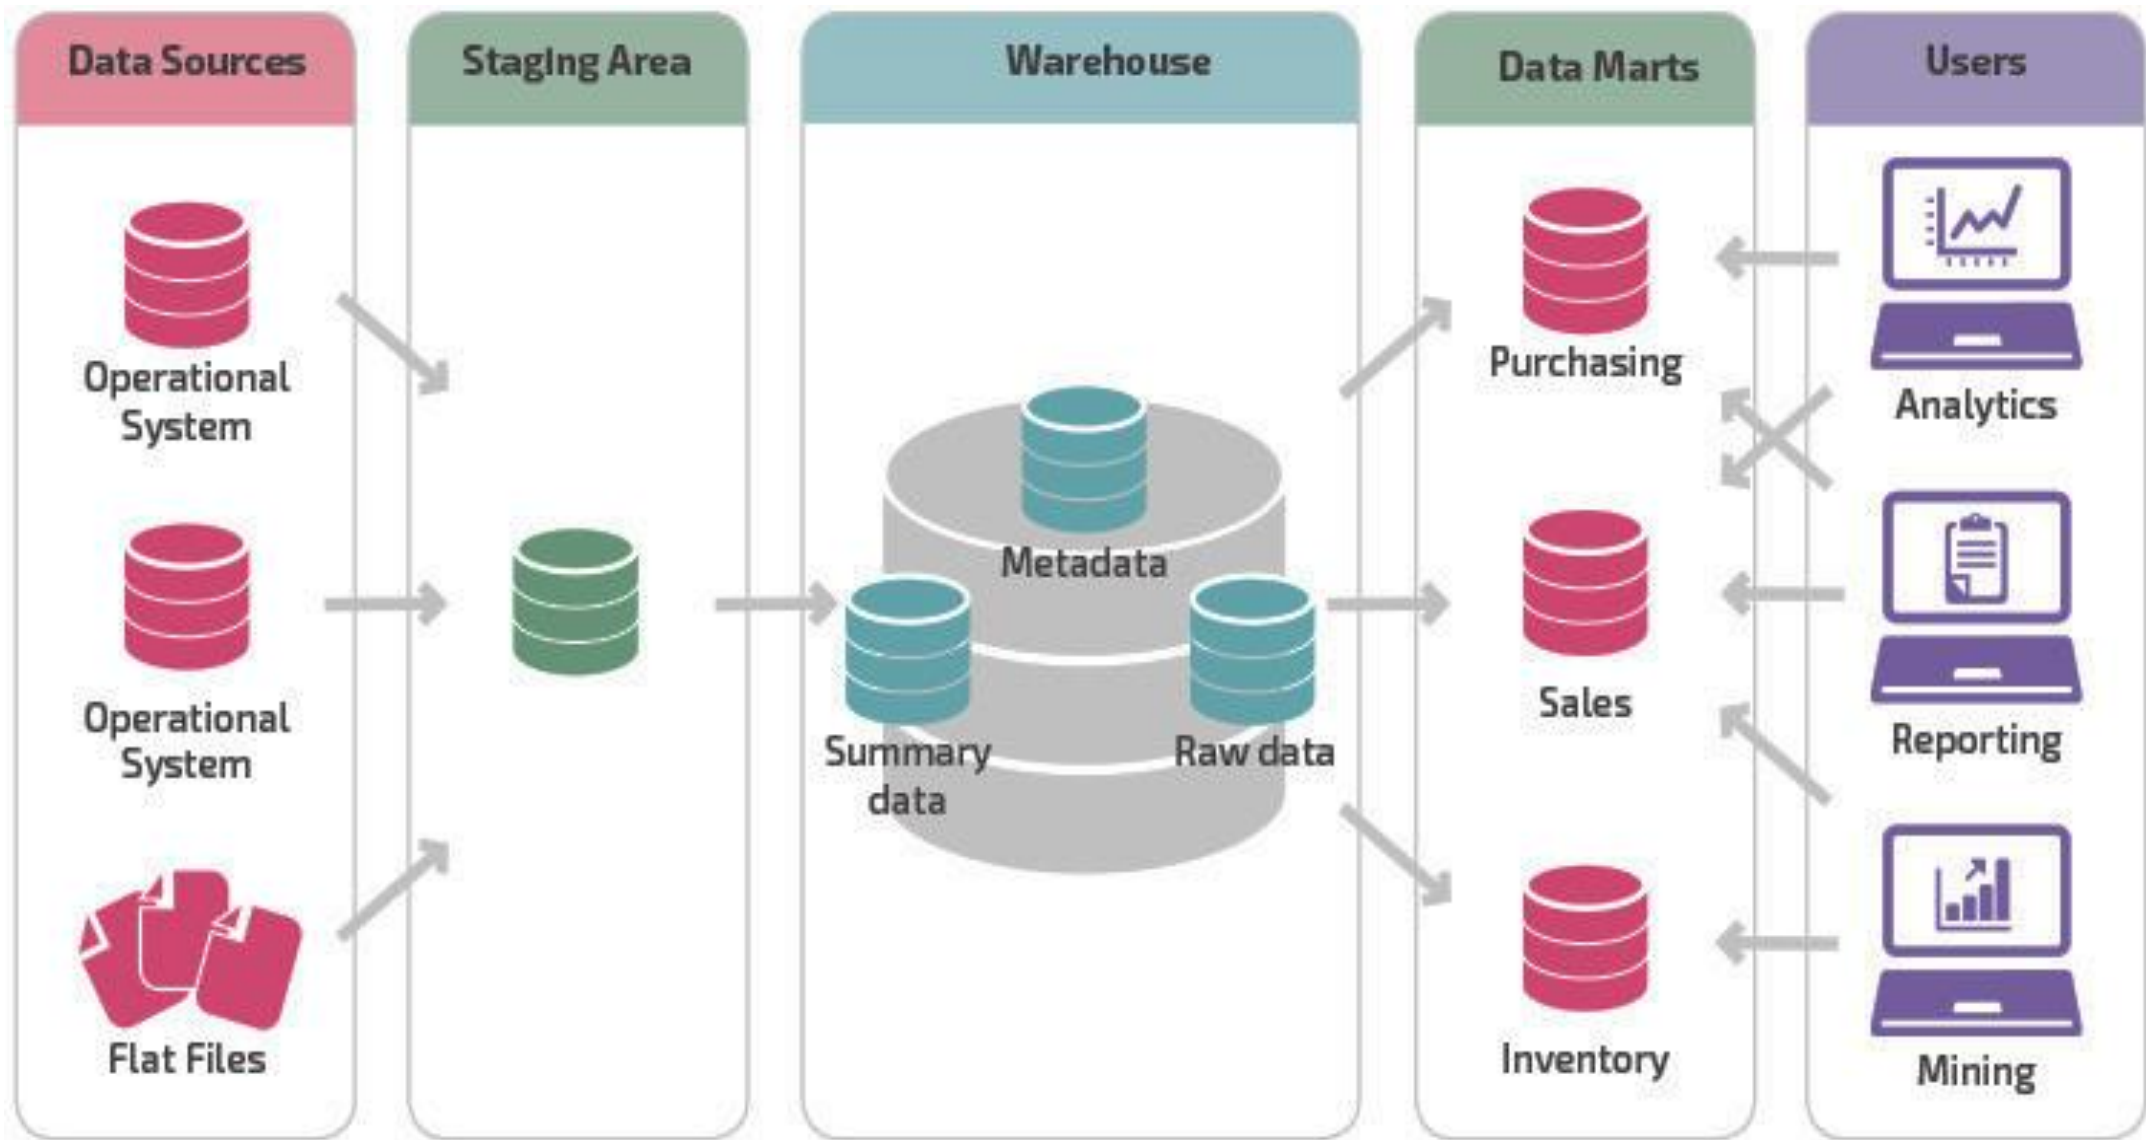 Data Sources
Staging Area
Warehouse
Data Marts
Users
Operational
System
Operational
System
Flat Files
Metadata
Summary
data
Raw data
Purchasing
Sales
Inventory
Analytics
Reporting
Mining